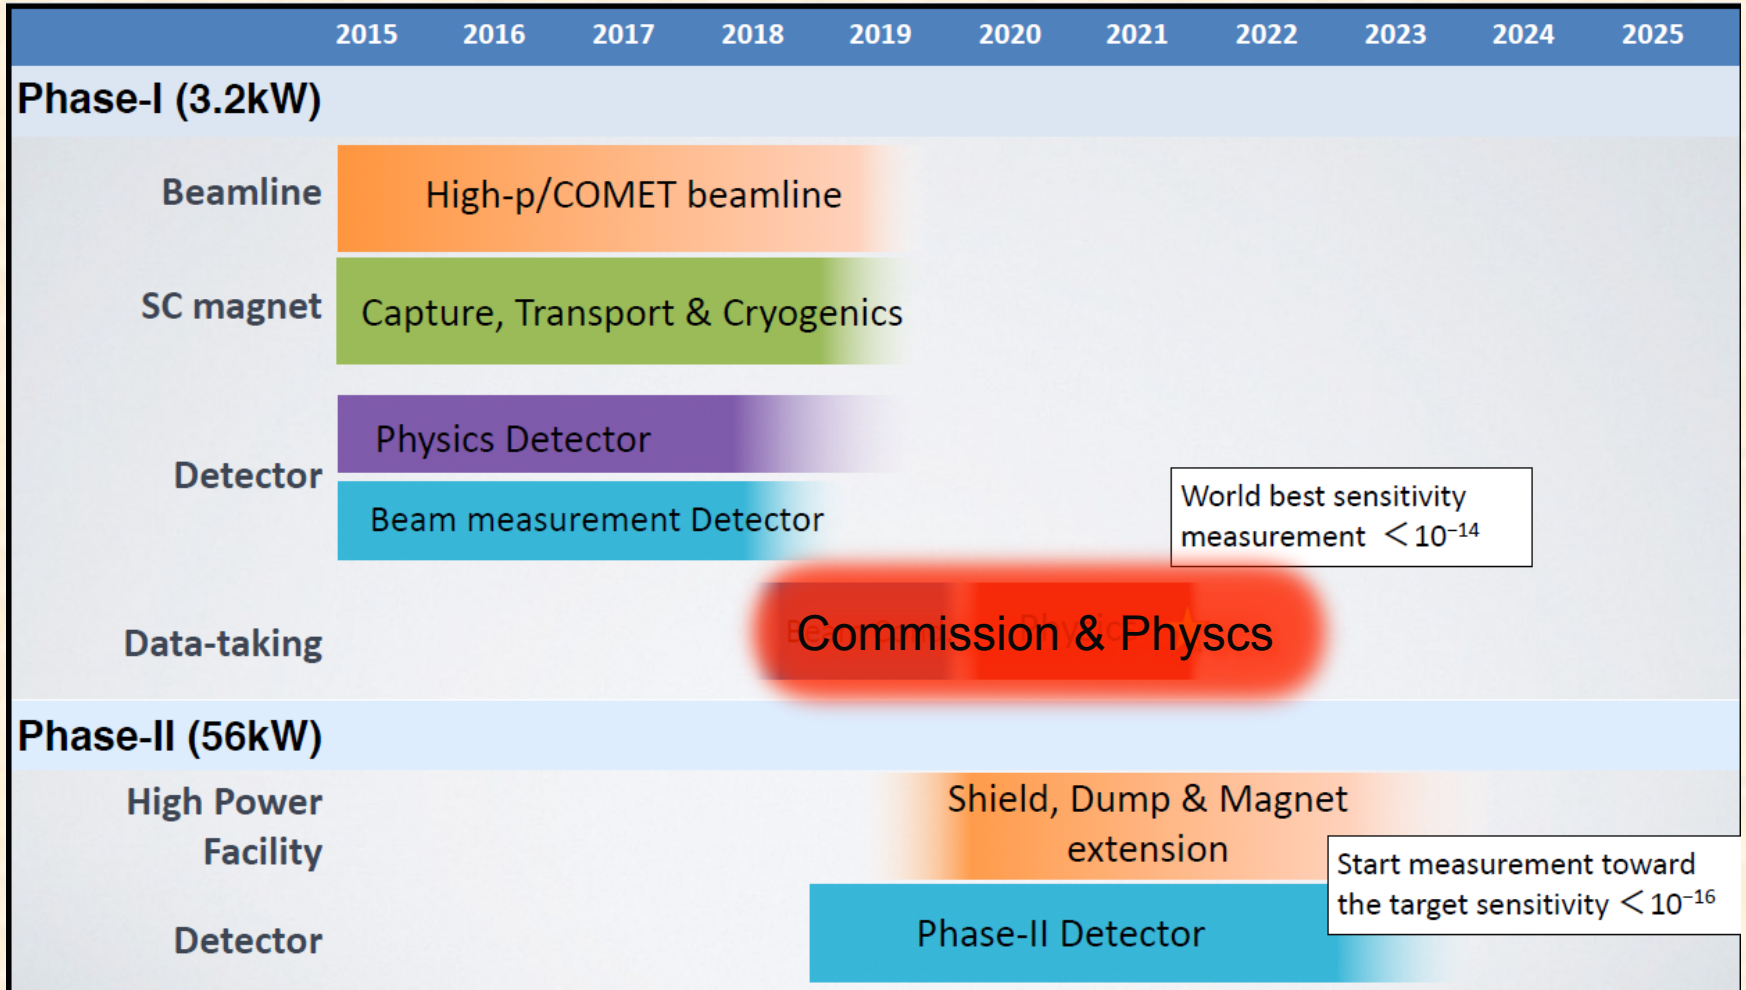 2015 2016 2017 2018 2019 2020 2021 2022 2023 2024 2025
Phase-I (3.2kW)
Beamline
High-p/COMET beamline
SC magnet
Capture, Transport & Cryogenics
Detector
Physics Detector
Beam measurement Detector
World best sensitivity
measurement ＜10⁻¹⁴
Data-taking
Commission & Physcs
Phase-II (56kW)
High Power
Facility
Shield, Dump & Magnet
extension
Start measurement toward
the target sensitivity ＜10⁻¹⁶
Detector
Phase-II Detector